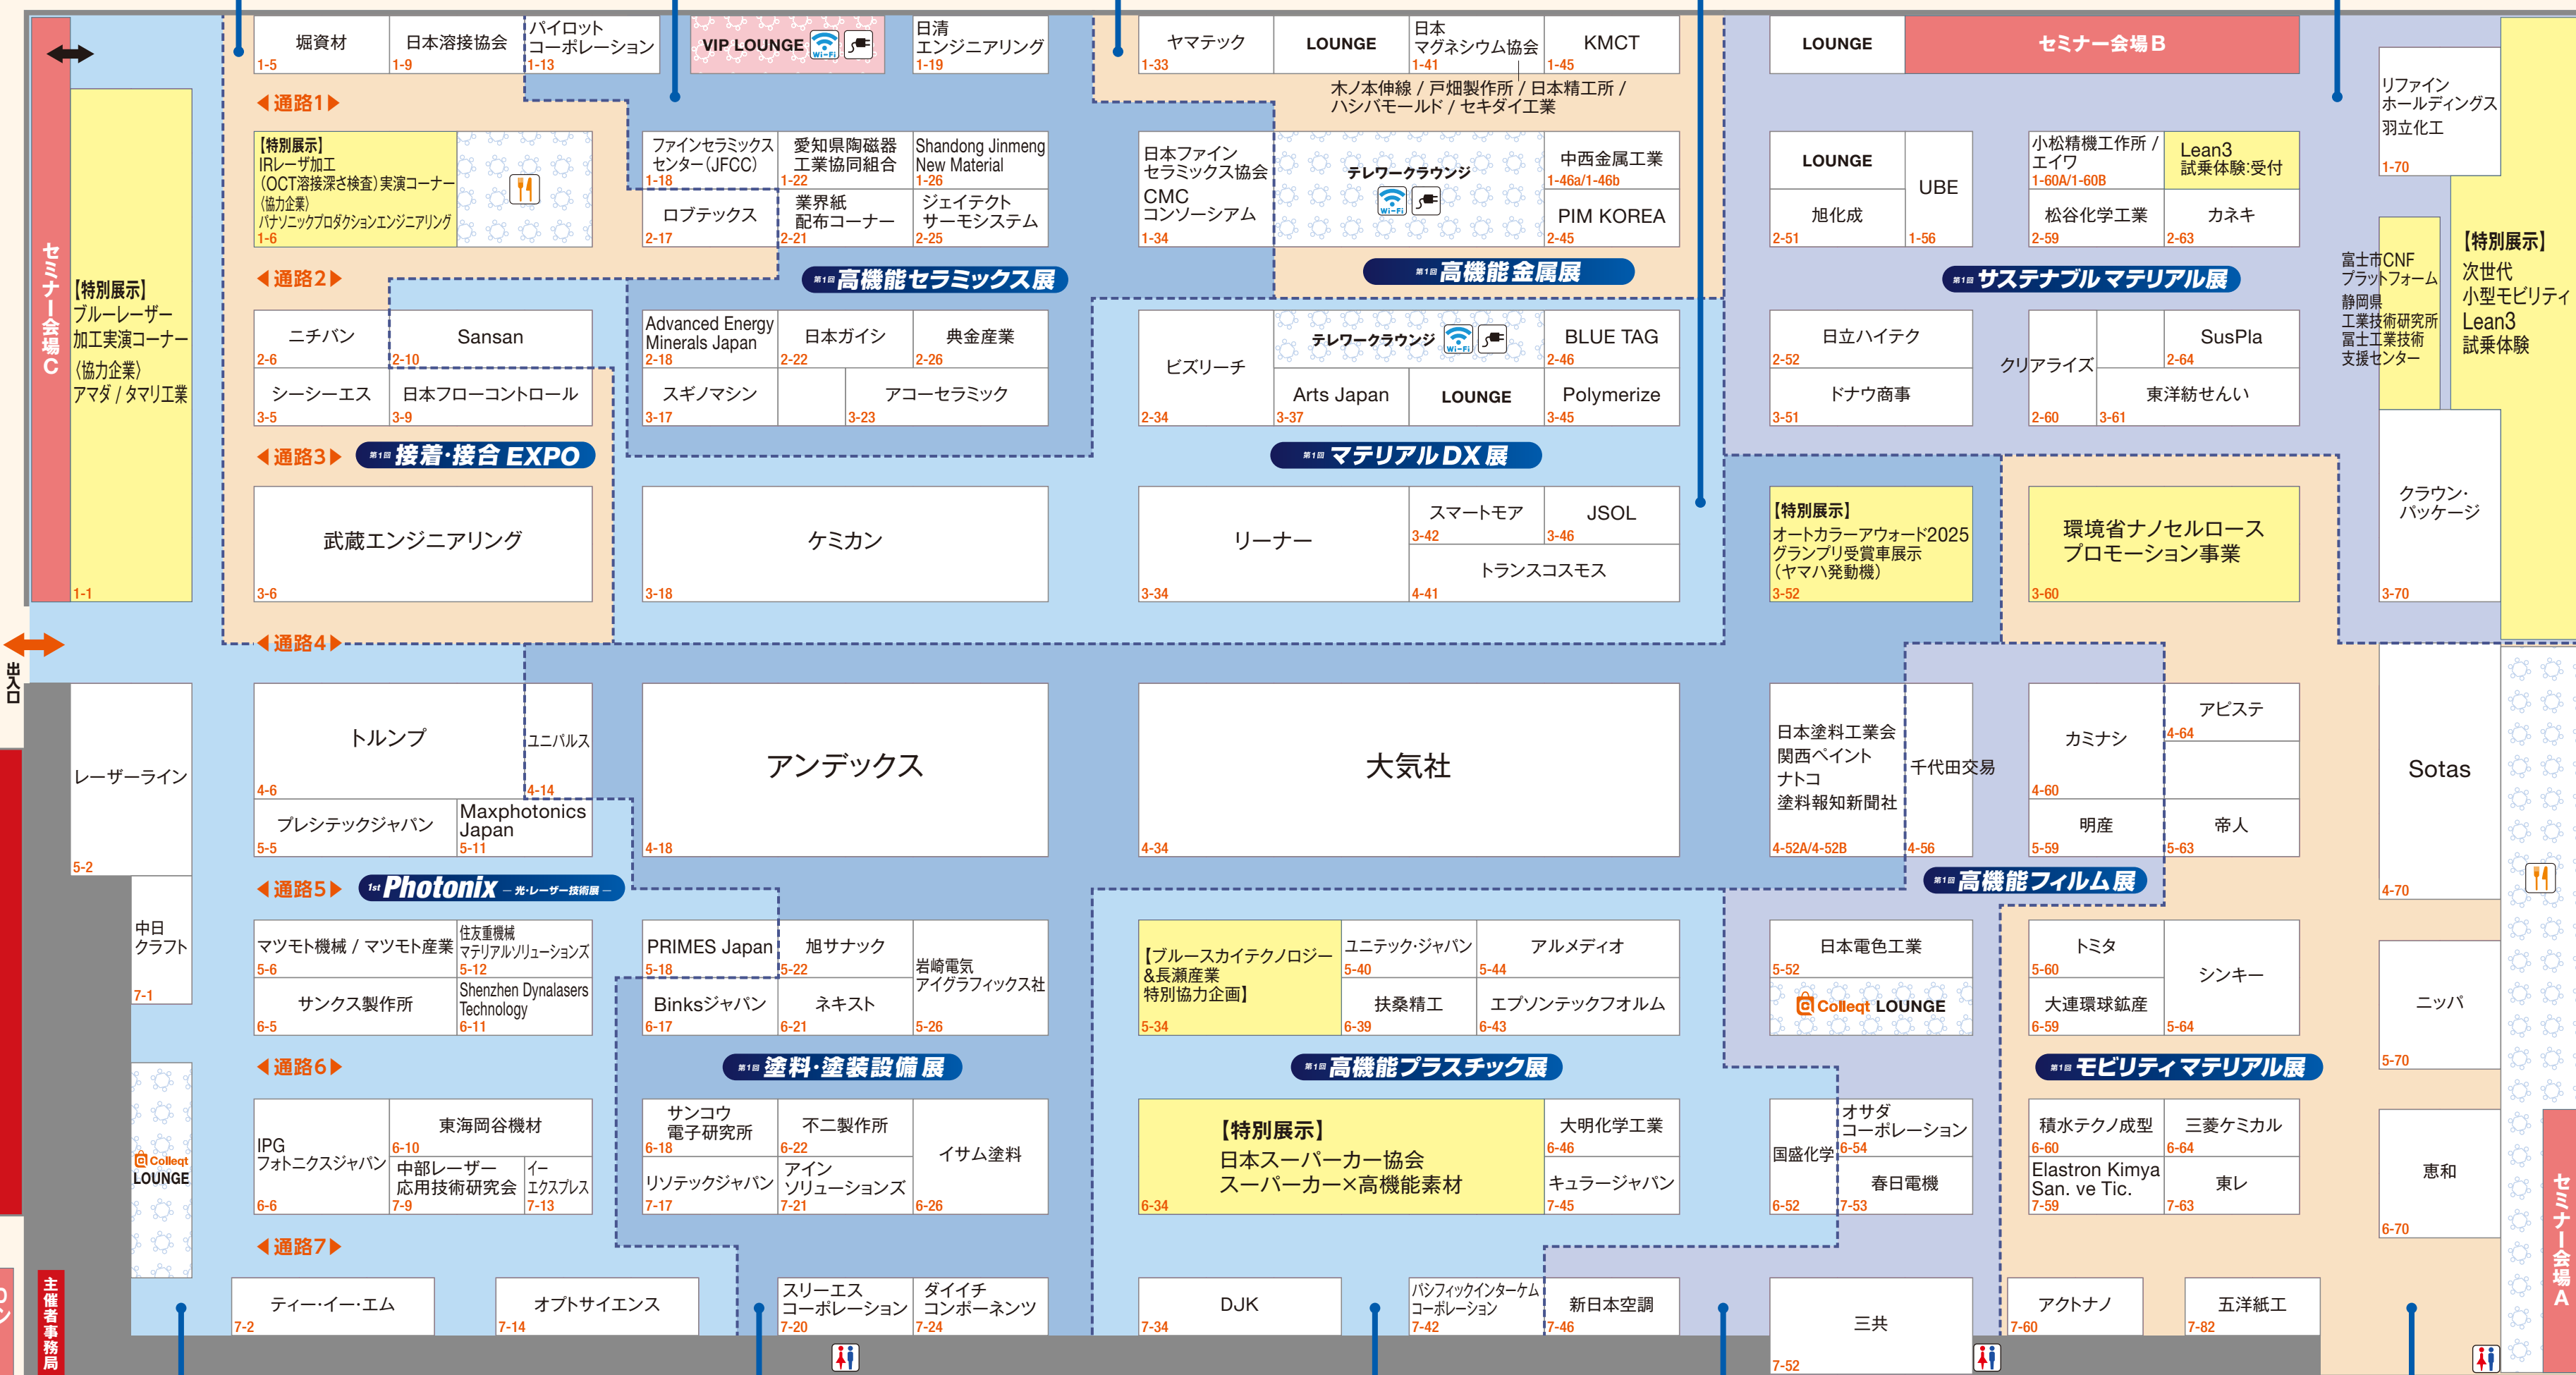 堀資材
1-5
日本溶接協会
1-9
パイロット
コーポレーション
1-13
VIP LOUNGE
Wi-Fi
日清
エンジニアリング
1-19
ヤマテック
1-33
LOUNGE
日本
マグネシウム協会
1-41
KMCT
1-45
木ノ本伸線 / 戸畑製作所 / 日本精工所 /
ハシバモールド / セキダイ工業
LOUNGE
セミナー会場B
リファイン
ホールディングス
羽立化工
1-70
セミナー会場C
【特別展示】
ブルーレーザー
加工実演コーナー
〈協力企業〉
アマダ / タマリ工業
1-1
通路1
【特別展示】
IRレーザ加工
(OCT溶接深さ検査)実演コーナー
〈協力企業〉
パナソニックプロダクションエンジニアリング
1-6
ファインセラミックス
センター(JFCC)
1-18
愛知県陶磁器
工業協同組合
1-22
Shandong Jinmeng
New Material
1-26
ロブテックス
2-17
業界紙
配布コーナー
2-21
ジェイテクト
サーモシステム
2-25
日本ファイン
セラミックス協会
CMC
コンソーシアム
1-34
テレワークラウンジ
Wi-Fi
中西金属工業
1-46a/1-46b
PIM KOREA
2-45
LOUNGE
旭化成
2-51
UBE
1-56
小松精機工作所 /
エイワ
1-60A/1-60B
Lean3
試乗体験:受付
松谷化学工業
2-59
カネキ
2-63
富士市CNF
プラットフォーム
静岡県
工業技術研究所
富士工業技術
支援センター
【特別展示】
次世代
小型モビリティ
Lean3
試乗体験
通路2
第1回 高機能セラミックス展
第1回 高機能金属展
第1回 サステナブル マテリアル展
ニチバン
2-6
Sansan
2-10
シーシーエス
3-5
日本フローコントロール
3-9
Advanced Energy
Minerals Japan
2-18
日本ガイシ
2-22
典金産業
2-26
スギノマシン
3-17
アコーセラミック
3-23
ビズリーチ
2-34
テレワークラウンジ
Wi-Fi
BLUE TAG
2-46
Arts Japan
3-37
LOUNGE
Polymerize
3-45
日立ハイテク
2-52
ドナウ商事
3-51
クリアライズ
2-60
SusPla
2-64
東洋紡せんい
3-61
通路3
第1回 接着・接合 EXPO
第1回 マテリアルDX展
武蔵エンジニアリング
3-6
ケミカン
3-18
リーナー
3-34
スマートモア
3-42
JSOL
3-46
トランスコスモス
4-41
【特別展示】
オートカラーアウォード2025
グランプリ受賞車展示
(ヤマハ発動機)
3-52
環境省ナノセルロース
プロモーション事業
3-60
クラウン・
パッケージ
3-70
通路4
出入口
レーザーライン
5-2
トルンプ
4-6
ユニパルス
4-14
プレシテックジャパン
5-5
Maxphotonics
Japan
5-11
アンデックス
4-18
大気社
4-34
日本塗料工業会
関西ペイント
ナトコ
塗料報知新聞社
4-52A/4-52B
千代田交易
4-56
カミナシ
4-60
アピステ
4-64
明産
5-59
帝人
5-63
Sotas
4-70
通路5
1st Photonix －光・レーザー技術展－
第1回 高機能フィルム展
中日
クラフト
7-1
マツモト機械 / マツモト産業
5-6
住友重機械
マテリアルソリューションズ
5-12
サンクス製作所
6-5
Shenzhen Dynalasers
Technology
6-11
PRIMES Japan
5-18
旭サナック
5-22
岩崎電気
アイグラフィックス社
5-26
Binksジャパン
6-17
ネキスト
6-21
【ブルースカイテクノロジー
&長瀬産業
特別協力企画】
5-34
ユニテック・ジャパン
5-40
アルメディオ
5-44
扶桑精工
6-39
エプソンテックフオルム
6-43
日本電色工業
5-52
Colleqt LOUNGE
トミタ
5-60
シンキー
5-64
大連環球鉱産
6-59
ニッパ
5-70
通路6
第1回 塗料・塗装設備展
第1回 高機能プラスチック展
第1回 モビリティ マテリアル展
Colleqt
LOUNGE
IPG
フォトニクスジャパン
6-6
東海岡谷機材
6-10
中部レーザー
応用技術研究会
7-9
イー
エクスプレス
7-13
サンコウ
電子研究所
6-18
不二製作所
6-22
イサム塗料
6-26
リソテックジャパン
7-17
アイン
ソリューションズ
7-21
【特別展示】
日本スーパーカー協会
スーパーカー×高機能素材
6-34
大明化学工業
6-46
キュラージャパン
7-45
国盛化学
6-52
オサダ
コーポレーション
6-54
春日電機
7-53
積水テクノ成型
6-60
三菱ケミカル
6-64
Elastron Kimya
San. ve Tic.
7-59
東レ
7-63
恵和
6-70
セミナー会場A
通路7
主催者事務局
ティー・イー・エム
7-2
オプトサイエンス
7-14
スリーエス
コーポレーション
7-20
ダイイチ
コンポーネンツ
7-24
DJK
7-34
パシフィックインターケム
コーポレーション
7-42
新日本空調
7-46
三共
7-52
アクトナノ
7-60
五洋紙工
7-82